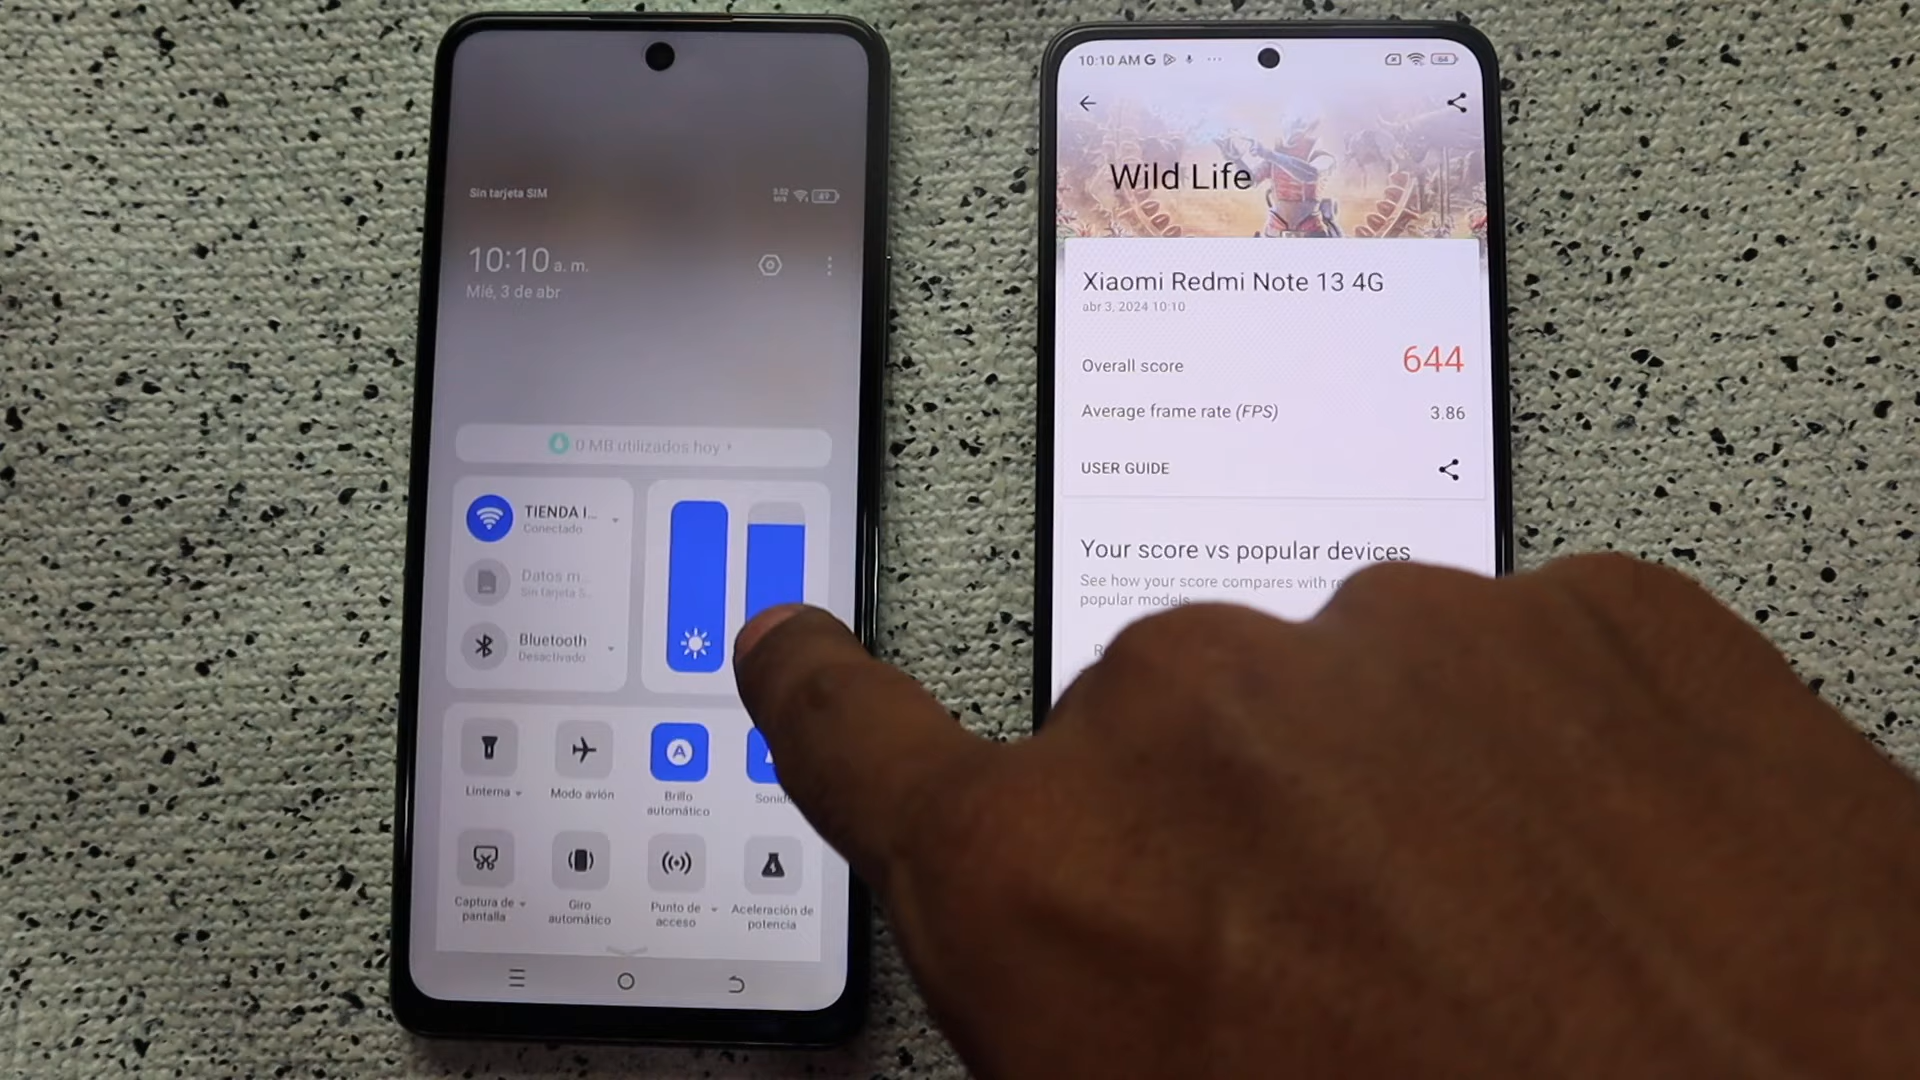 Sin tarjeta SIM
10:10 a. m.
Mié, 3 de abr
0 MB utilizados hoy
TIENDA I...
Conectado
Datos m...
Sin tarjeta S...
Bluetooth
Desactivado
Linterna
Modo avión
Brillo
automático
Sonido
Captura de
pantalla
Giro
automático
Punto de
acceso
Aceleración de
potencia
10:10 AM
Wild Life
Xiaomi Redmi Note 13 4G
abr 3, 2024 10:10
Overall score
644
Average frame rate (FPS)
3.86
USER GUIDE
Your score vs popular devices
See how your score compares with
popular models